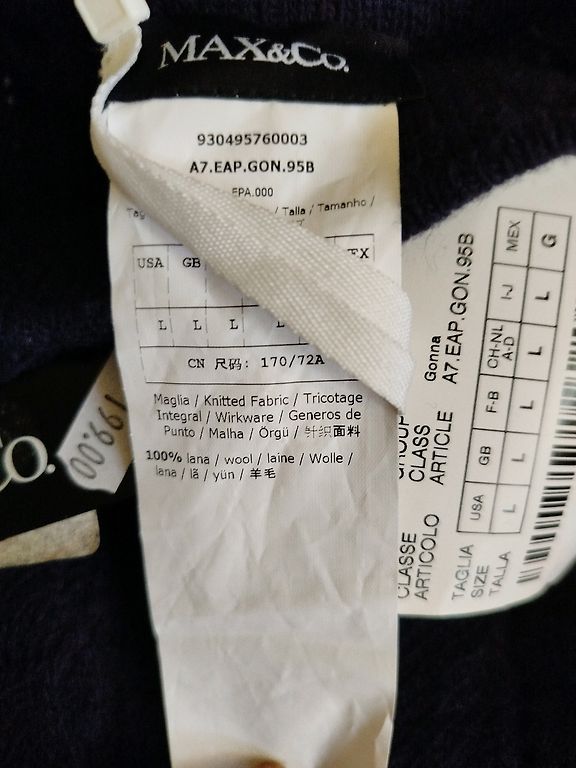 MAX&Co.
930495760003
A7.EAP.GON.95B
EPA.000
/ Talla / Tamanho /
USA GB EX
L L L L
CN 尺码: 170/72A
Maglia / Knitted Fabric / Tricotage
Integral / Wirkware / Generos de
Punto / Malha / Örgü / 针织面料
100% lana / wool / laine / Wolle /
lana / lã / yün / 羊毛
o.
199.00
GROUP
CLASSE CLASS Gonna
ARTICOLO ARTICLE A7.EAP.GON.95B
TAGLIA
SIZE
TALLA
USA GB F-B CH-NL A-D I-J MEX
L L L L L G